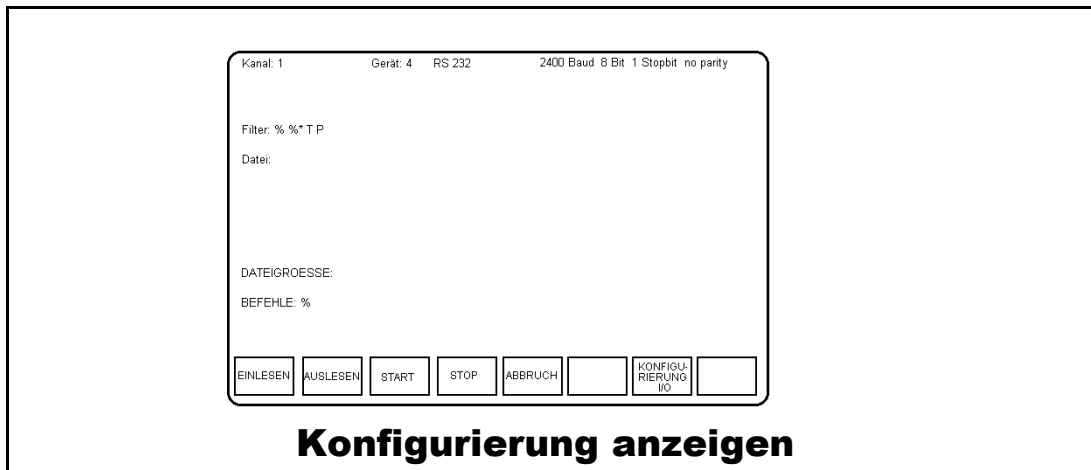 Kanal: 1 Gerät: 4 RS 232 2400 Baud 8 Bit 1 Stopbit no parity
Filter: % %* T P
Datei:
DATEIGROESSE:
BEFEHLE: %
EINLESEN AUSLESEN START STOP ABBRUCH KONFIGU-
RIERUNG
I/O
Konfigurierung anzeigen